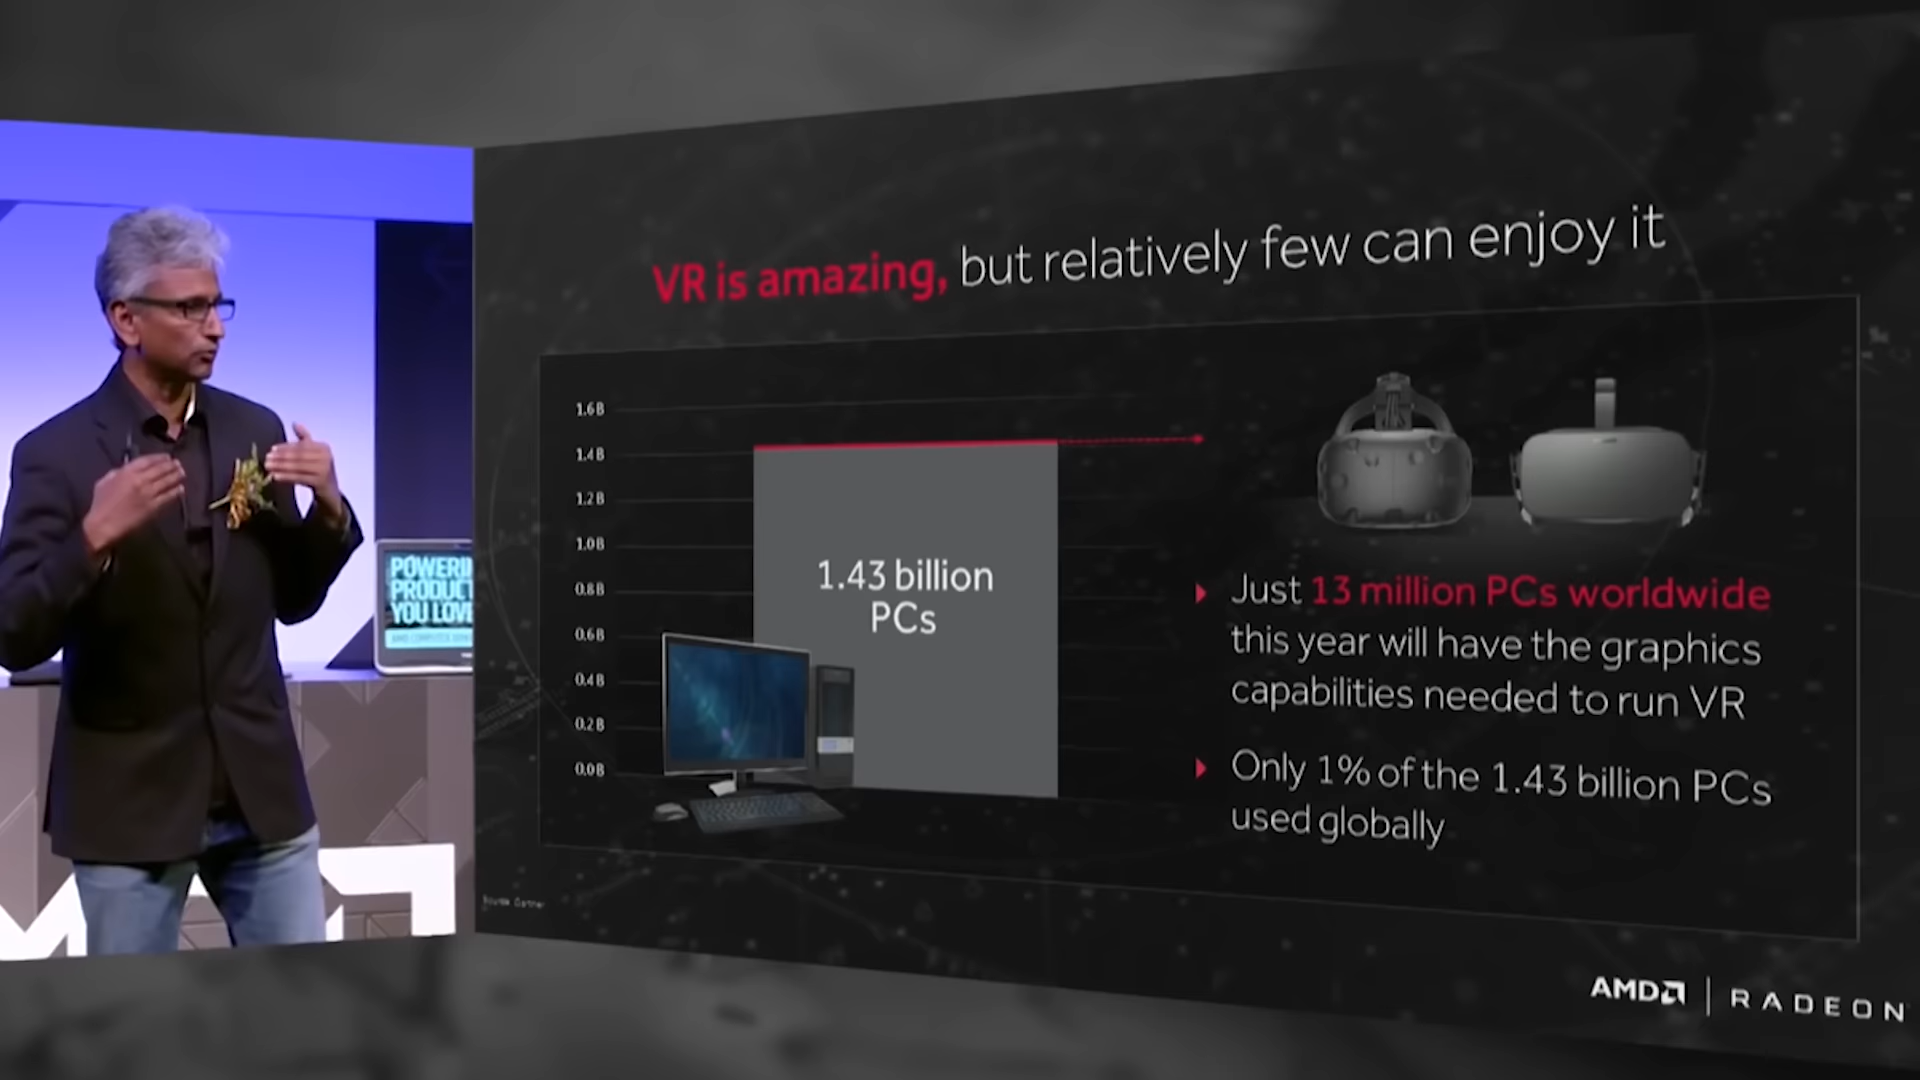 VR is amazing, but relatively few can enjoy it
1.6B
1.4B
1.2B
1.0B
0.8B
0.6B
0.4B
0.2B
0.0B
1.43 billion
PCs
Just 13 million PCs worldwide
this year will have the graphics
capabilities needed to run VR
Only 1% of the 1.43 billion PCs
used globally
Source: Gartner
AMD | RADEON
POWERI
PRODUCT
YOU LOVE